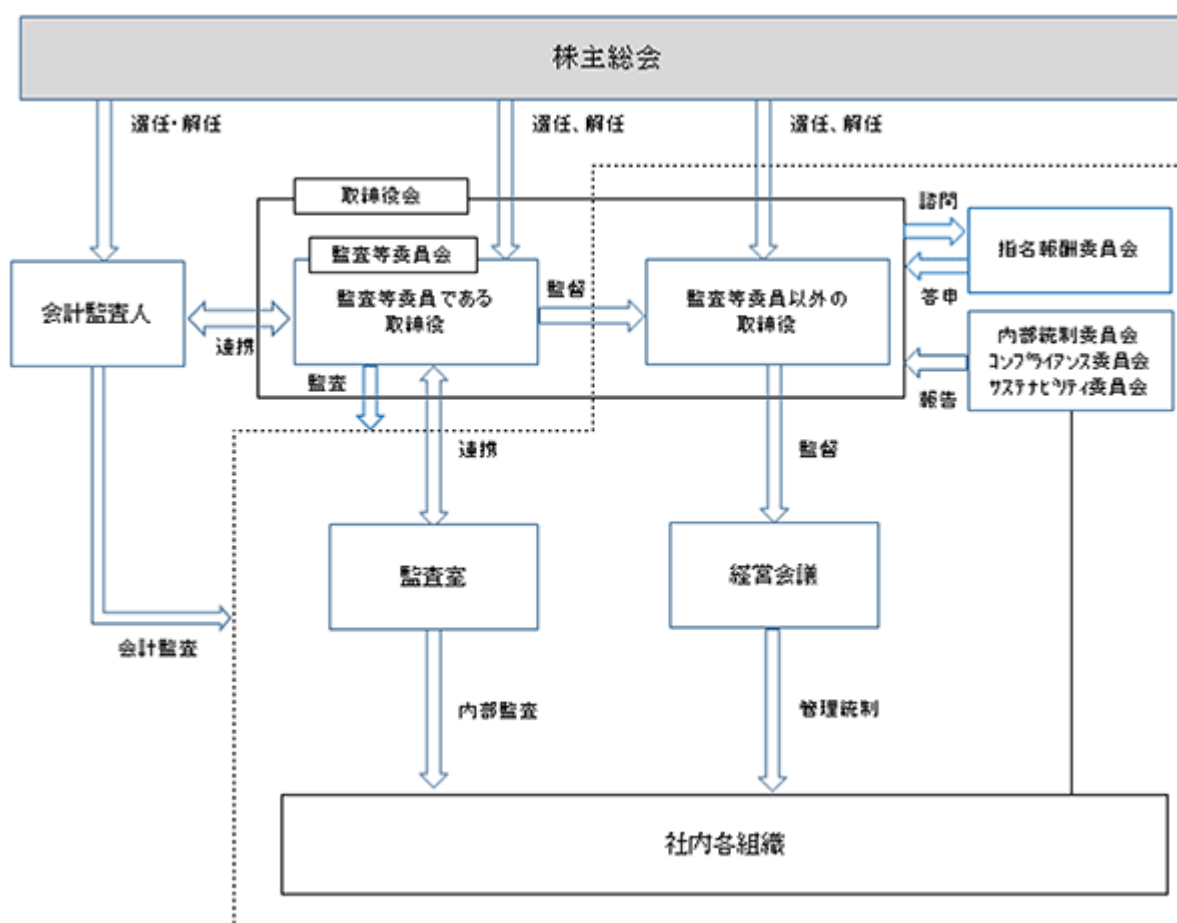 株主総会
選任・解任
選任、解任
選任、解任
取締役会
諮問
監査等委員会
指名報酬委員会
監査等委員である
取締役
監督
監査等委員以外の
取締役
答申
会計監査人
連携
内部統制委員会
コンプライアンス委員会
サステナビリティ委員会
監査
報告
連携
監督
監査室
経営会議
会計監査
内部監査
管理統制
社内各組織